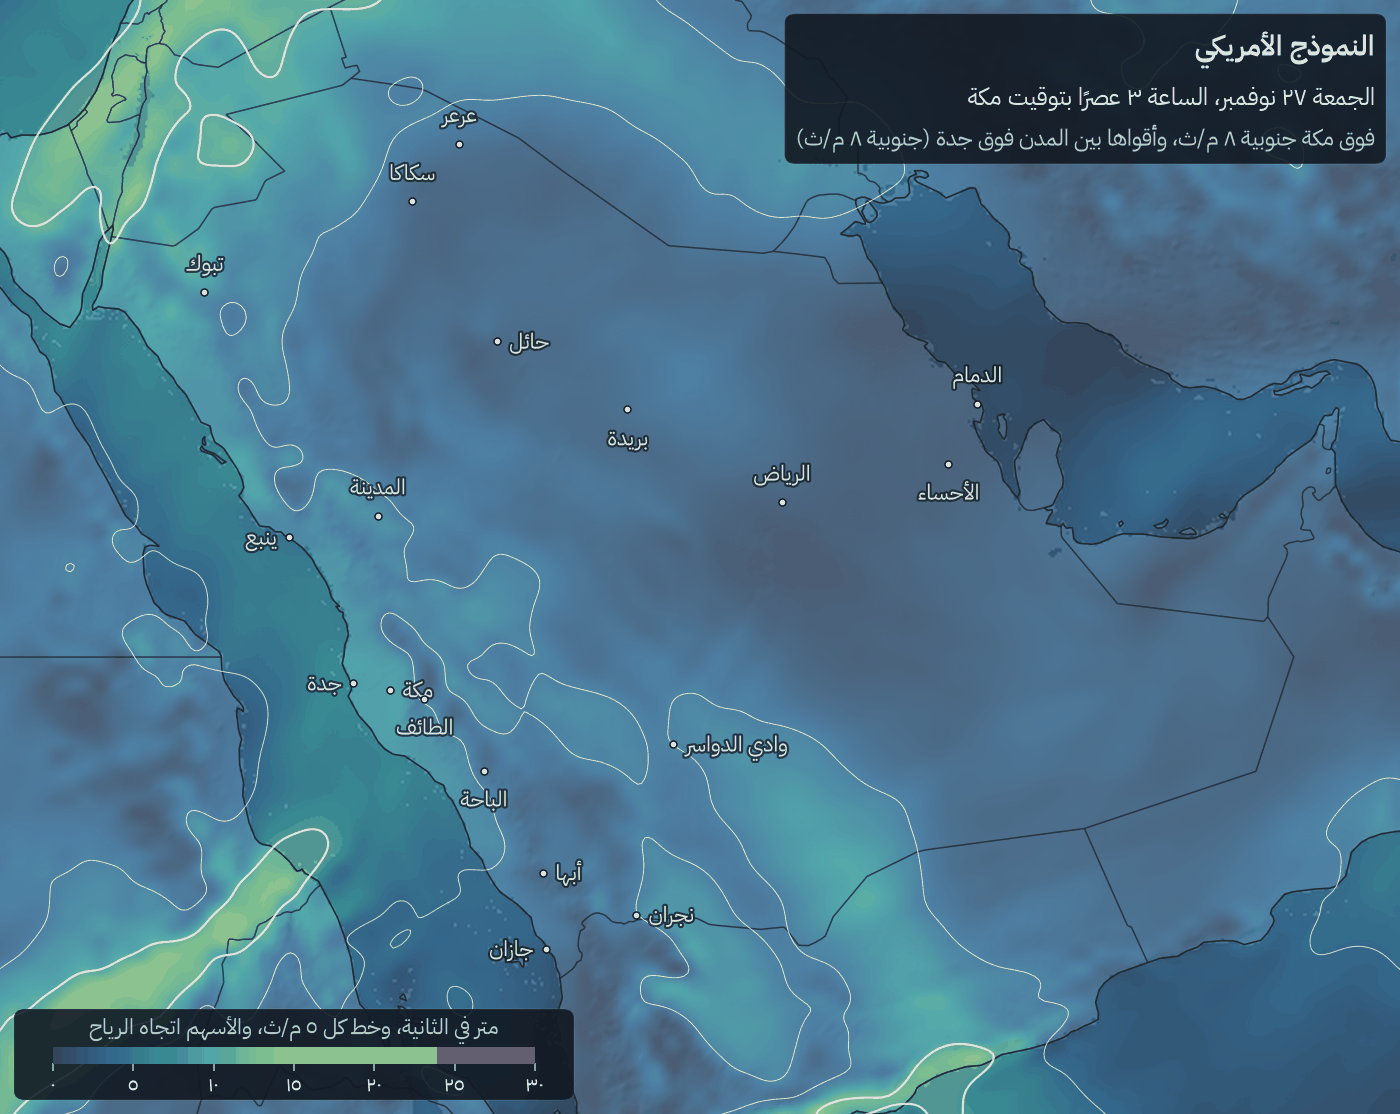 النموذج الأمريكي
الجمعة ٢٧ نوفمبر، الساعة ٣ عصرًا بتوقيت مكة
فوق مكة جنوبية ٨ م/ث، وأقواها بين المدن فوق جدة (جنوبية ٨ م/ث)
عرعر
سكاكا
تبوك
حائل
الدمام
بريدة
الرياض
المدينة
الأحساء
ينبع
جدة
مكة
الطائف
وادي الدواسر
الباحة
أبها
نجران
جازان
متر في الثانية، وخط كل ٥ م/ث، والأسهم اتجاه الرياح
٠ ٥ ١٠ ١٥ ٢٠ ٢٥ ٣٠